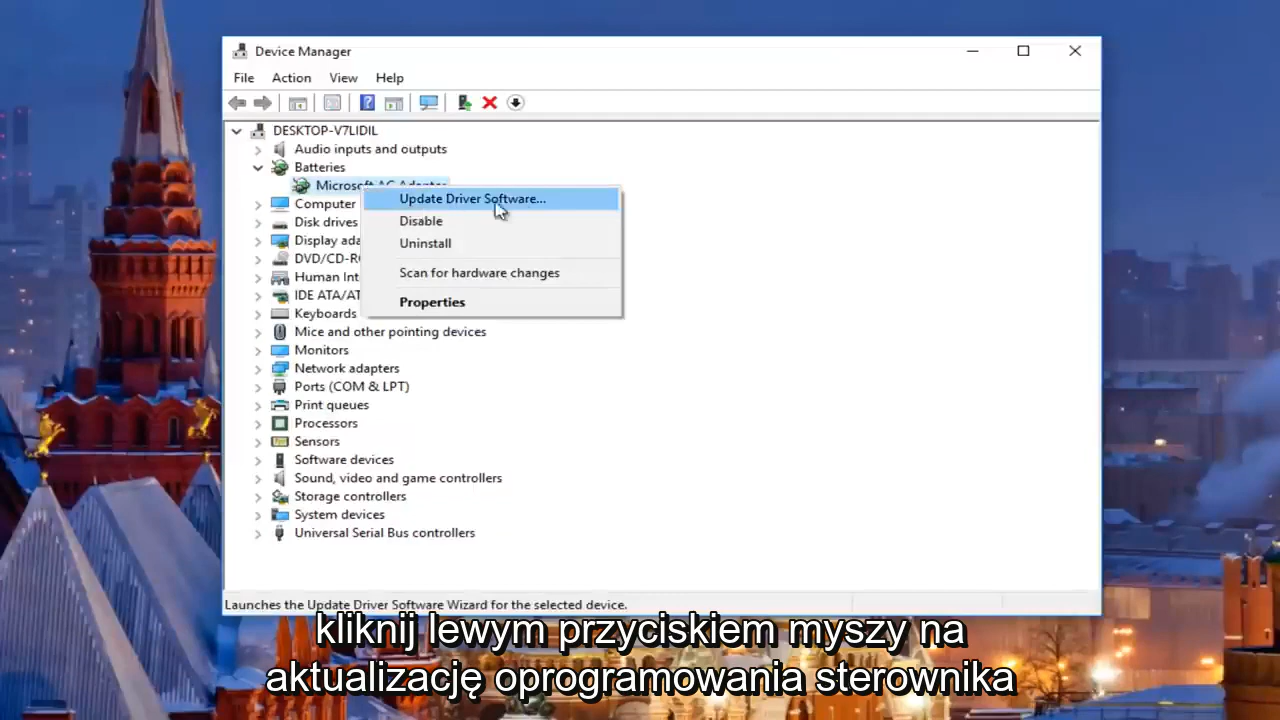 Device Manager
File Action View Help
DESKTOP-V7LIDIL
Audio inputs and outputs
Batteries
Microsoft AC Adapter
Update Driver Software...
Computer
Disable
Disk drives
Uninstall
Display ada
DVD/CD-R
Scan for hardware changes
Human Int
IDE ATA/AT
Properties
Keyboards
Mice and other pointing devices
Monitors
Network adapters
Ports (COM & LPT)
Print queues
Processors
Sensors
Software devices
Sound, video and game controllers
Storage controllers
System devices
Universal Serial Bus controllers
Launches the Update Driver Software Wizard for the selected device.
kliknij lewym przyciskiem myszy na
aktualizację oprogramowania sterownika